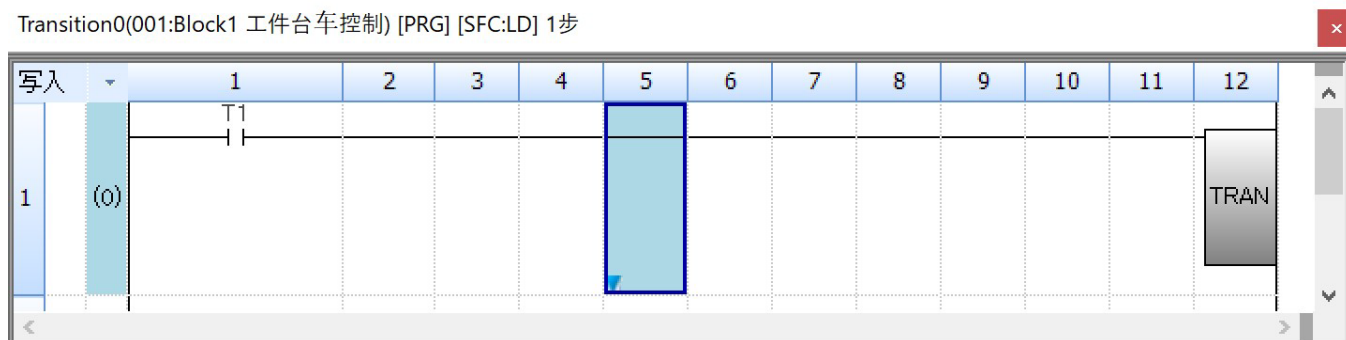 Transition0(001:Block1 工件台车控制) [PRG] [SFC:LD] 1步
写入 1 2 3 4 5 6 7 8 9 10 11 12
T1
1 (0) TRAN